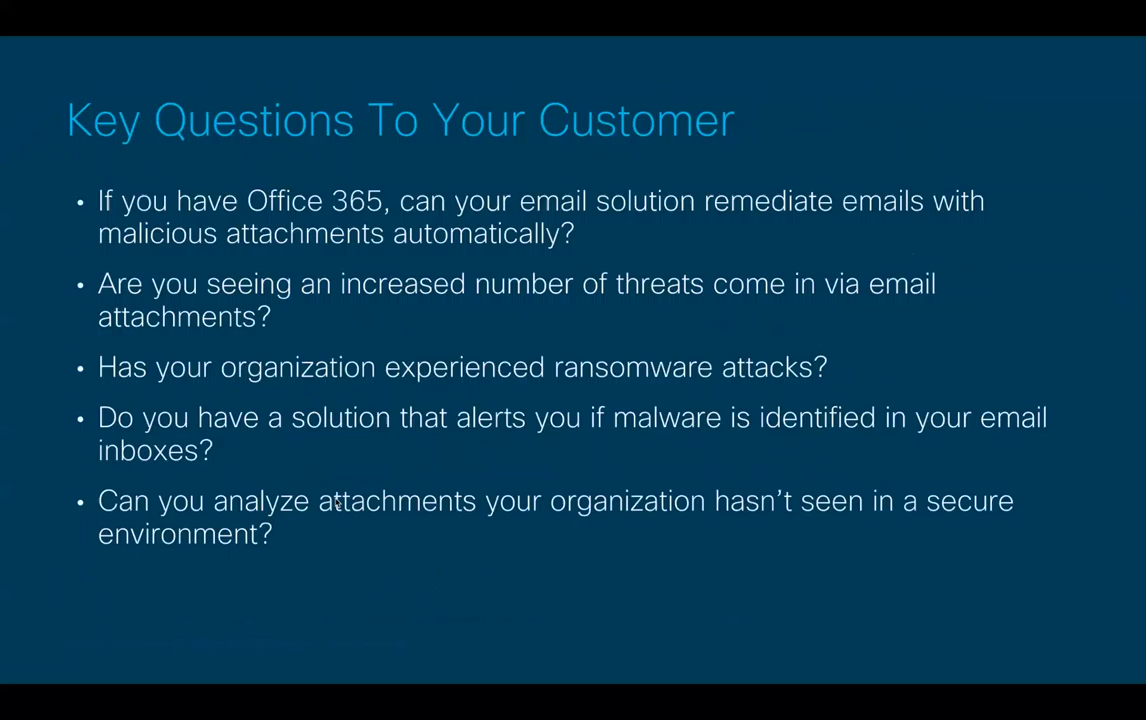 Key Questions To Your Customer
• If you have Office 365, can your email solution remediate emails with
malicious attachments automatically?
• Are you seeing an increased number of threats come in via email
attachments?
• Has your organization experienced ransomware attacks?
• Do you have a solution that alerts you if malware is identified in your email
inboxes?
• Can you analyze attachments your organization hasn't seen in a secure
environment?